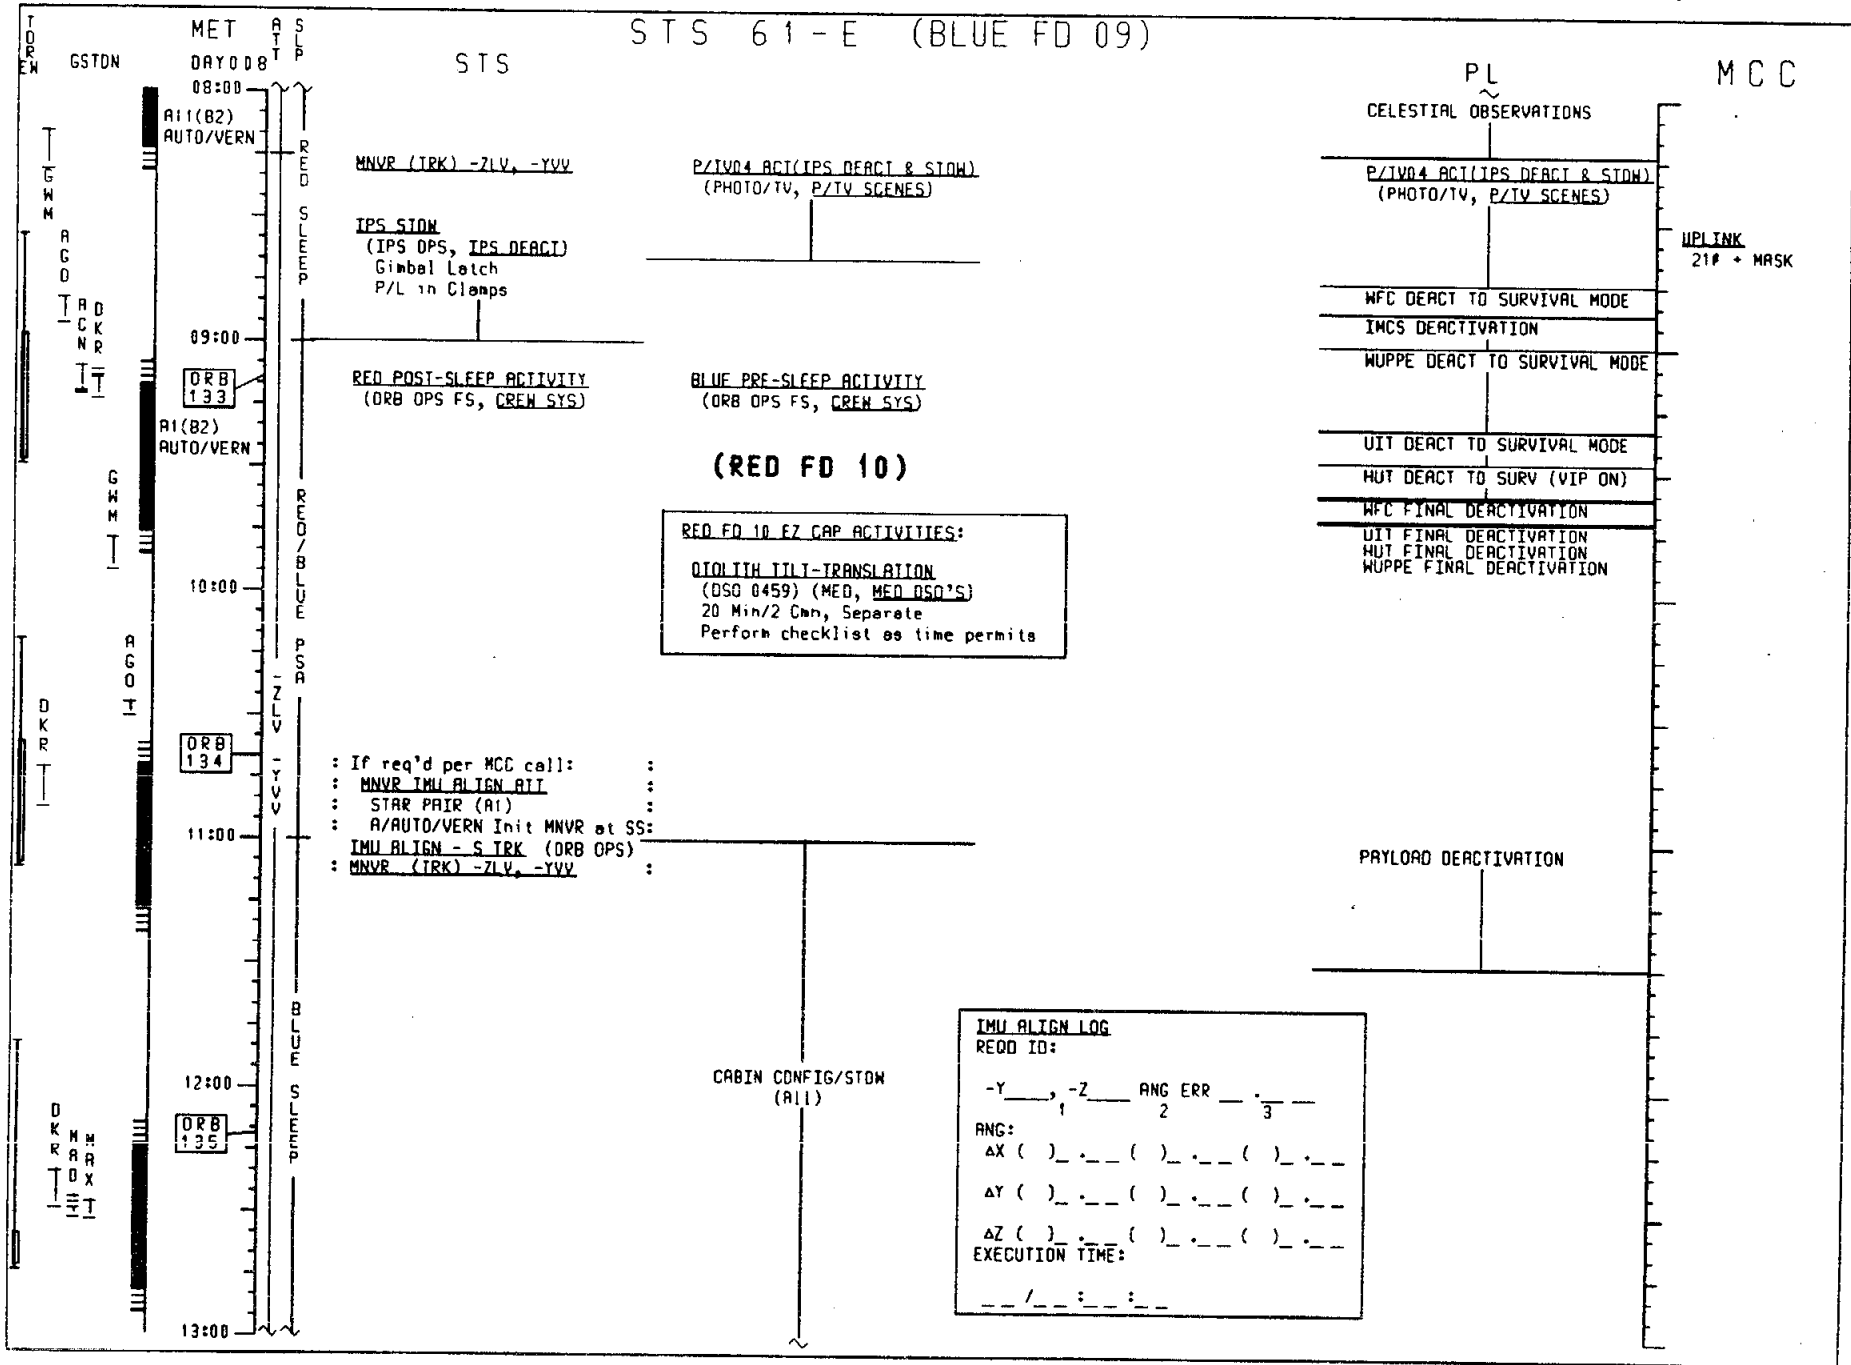 STS 61-E (BLUE FD 09)
TDRE
EW
GSTDN
MET
DAY008
ATT
SLP
STS
PL
MCC
08:00
A11(B2)
AUTO/VERN
GWM
AGO
ACN
DKR
09:00
ORB
133
A1(B2)
AUTO/VERN
GWM
10:00
AGO
DKR
ORB
134
11:00
12:00
ORB
135
DKR
MAD
MAX
13:00
-ZLV -YVV
RED SLEEP
RED/BLUE PSA
BLUE SLEEP
MNVR (TRK) -ZLV, -YVV
IPS STOW
(IPS OPS, IPS DEACT)
Gimbal Latch
P/L in Clamps
RED POST-SLEEP ACTIVITY
(ORB OPS FS, CREW SYS)
: If req'd per MCC call: :
: MNVR IMU ALIGN ATT :
: STAR PAIR (A1) :
: A/AUTO/VERN Init MNVR at SS:
IMU ALIGN - S TRK (ORB OPS)
: MNVR (TRK) -ZLV, -YVV :
P/TV04 ACT(IPS DEACT & STOW)
(PHOTO/TV, P/TV SCENES)
BLUE PRE-SLEEP ACTIVITY
(ORB OPS FS, CREW SYS)
(RED FD 10)
RED FD 10 EZ CAP ACTIVITIES:
OTOLITH TILT-TRANSLATION
(DSO 0459) (MED, MED DSO'S)
20 Min/2 Cmn, Separate
Perform checklist as time permits
CABIN CONFIG/STOW
(All)
IMU ALIGN LOG
REQD ID:
-Y____, -Z____ ANG ERR __ .__ __
1 2 3
ANG:
ΔX ( )_ ._ _ ( )_ ._ _ ( )_ ._ _
ΔY ( )_ ._ _ ( )_ ._ _ ( )_ ._ _
ΔZ ( )_ ._ _ ( )_ ._ _ ( )_ ._ _
EXECUTION TIME:
_ _ /_ _ :_ _ :_ _
CELESTIAL OBSERVATIONS
P/TV04 ACT(IPS DEACT & STOW)
(PHOTO/TV, P/TV SCENES)
WFC DEACT TO SURVIVAL MODE
IMCS DEACTIVATION
WUPPE DEACT TO SURVIVAL MODE
UIT DEACT TO SURVIVAL MODE
HUT DEACT TO SURV (VIP ON)
WFC FINAL DEACTIVATION
UIT FINAL DEACTIVATION
HUT FINAL DEACTIVATION
WUPPE FINAL DEACTIVATION
PAYLOAD DEACTIVATION
UPLINK
21# + MASK